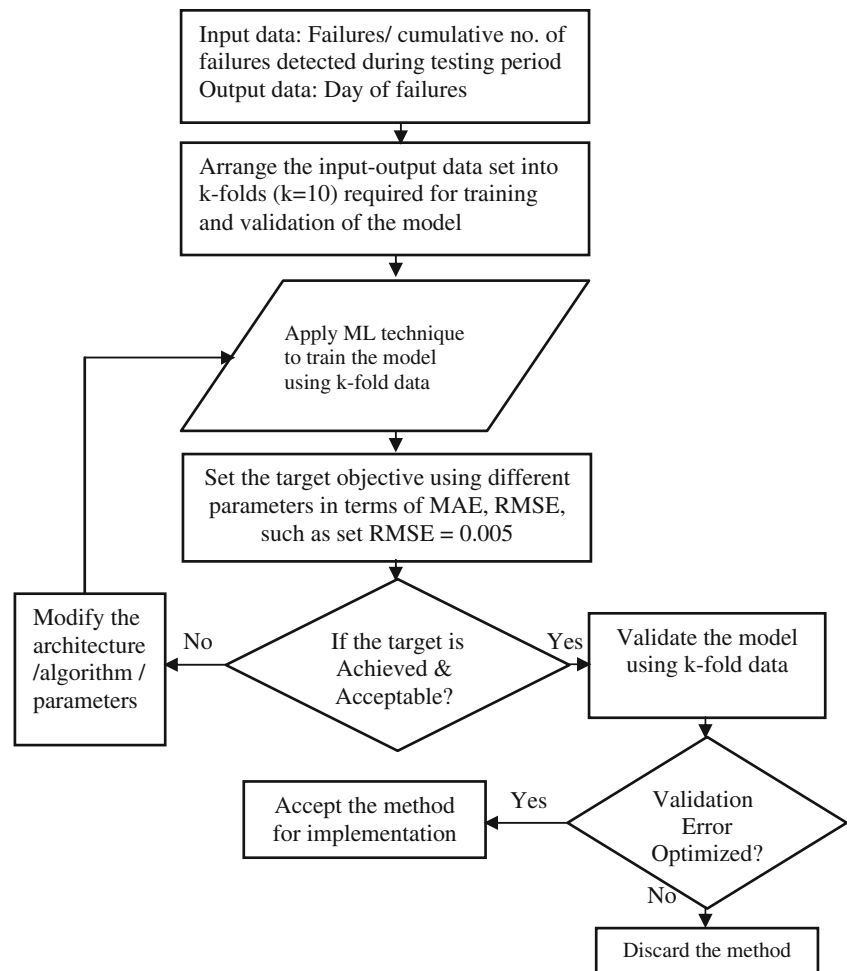 Input data: Failures/ cumulative no. of
failures detected during testing period
Output data: Day of failures
Arrange the input-output data set into
k-folds (k=10) required for training
and validation of the model
Apply ML technique
to train the model
using k-fold data
Set the target objective using different
parameters in terms of MAE, RMSE,
such as set RMSE = 0.005
If the target is
Achieved &
Acceptable?
No
Modify the
architecture
/algorithm /
parameters
Yes
Validate the model
using k-fold data
Validation
Error
Optimized?
Yes
Accept the method
for implementation
No
Discard the method